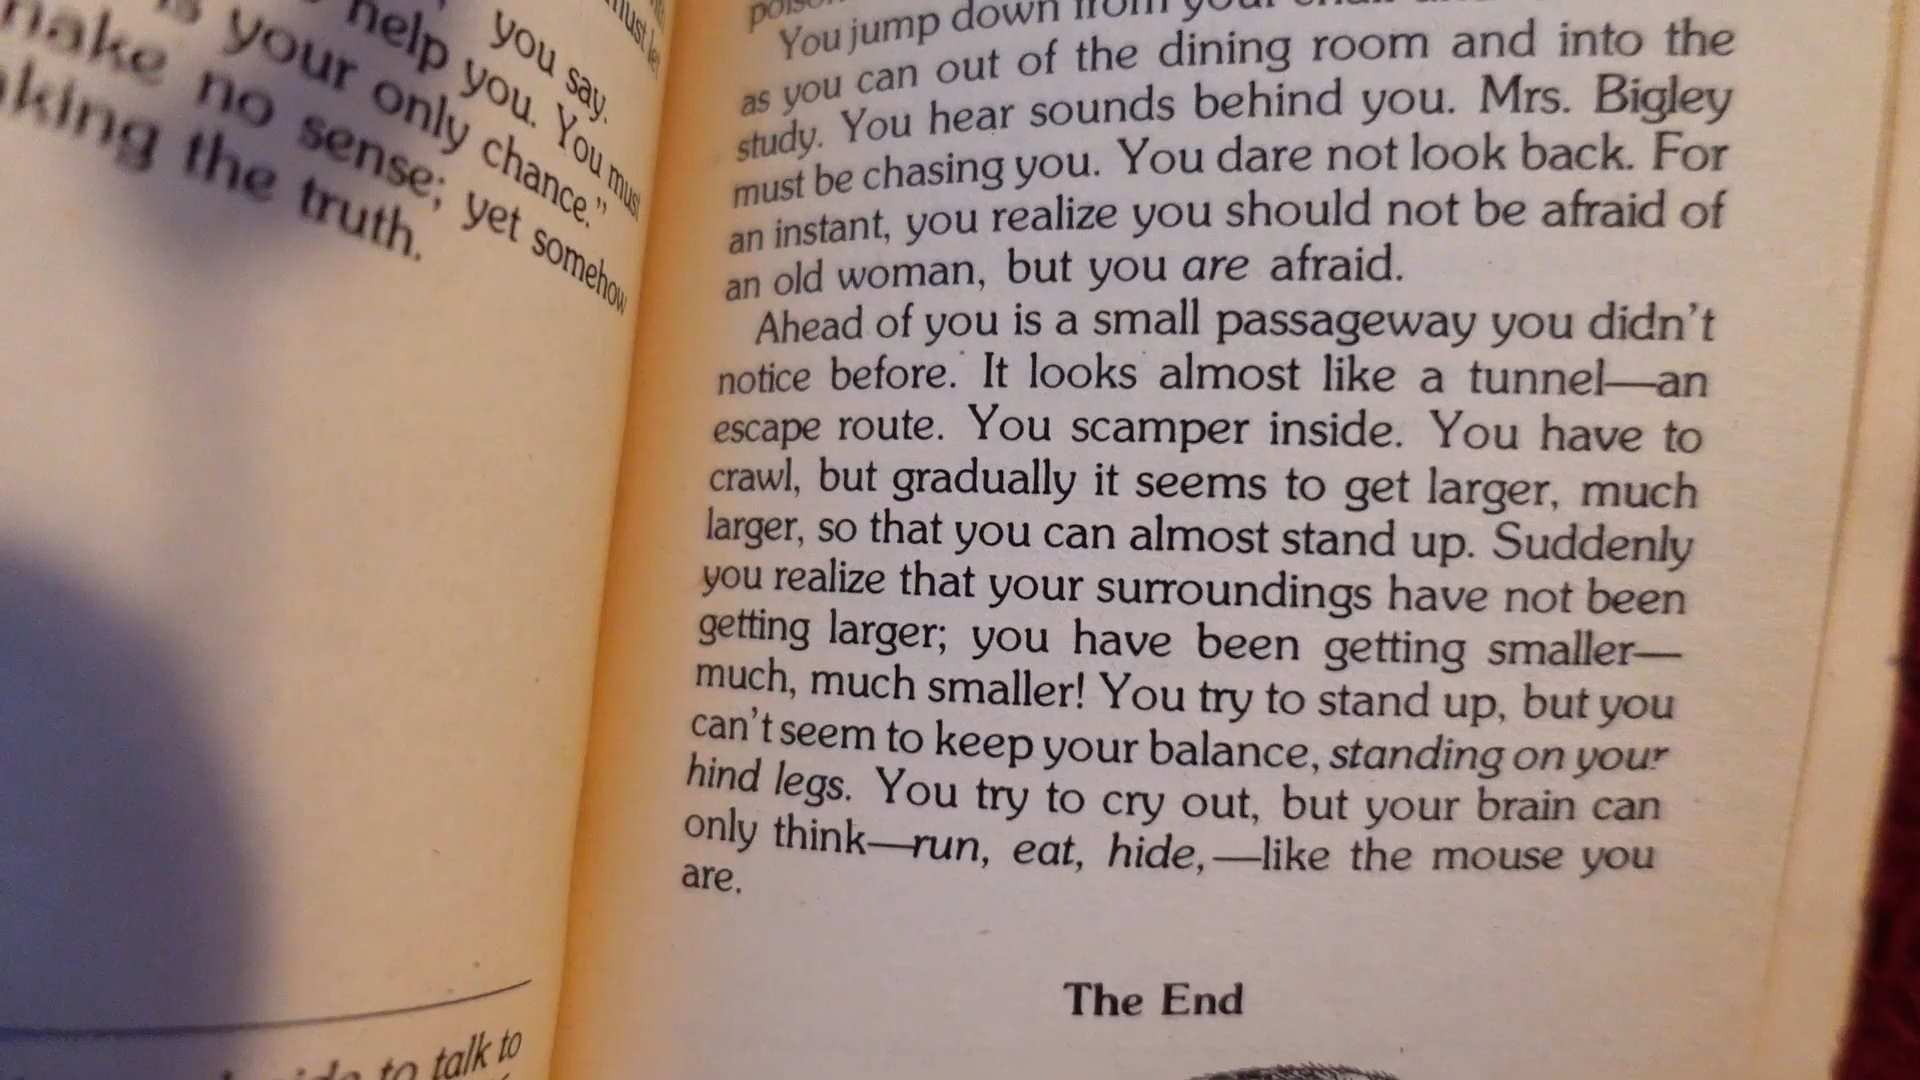 you say.
help you. You must
your only chance."
make no sense; yet somehow
the truth.
to talk to
You jump down from your
as you can out of the dining room and into the
study. You hear sounds behind you. Mrs. Bigley
must be chasing you. You dare not look back. For
an instant, you realize you should not be afraid of
an old woman, but you are afraid.
Ahead of you is a small passageway you didn't
notice before. It looks almost like a tunnel—an
escape route. You scamper inside. You have to
crawl, but gradually it seems to get larger, much
larger, so that you can almost stand up. Suddenly
you realize that your surroundings have not been
getting larger; you have been getting smaller—
much, much smaller! You try to stand up, but you
can't seem to keep your balance, standing on your
hind legs. You try to cry out, but your brain can
only think—run, eat, hide,—like the mouse you
are.
The End